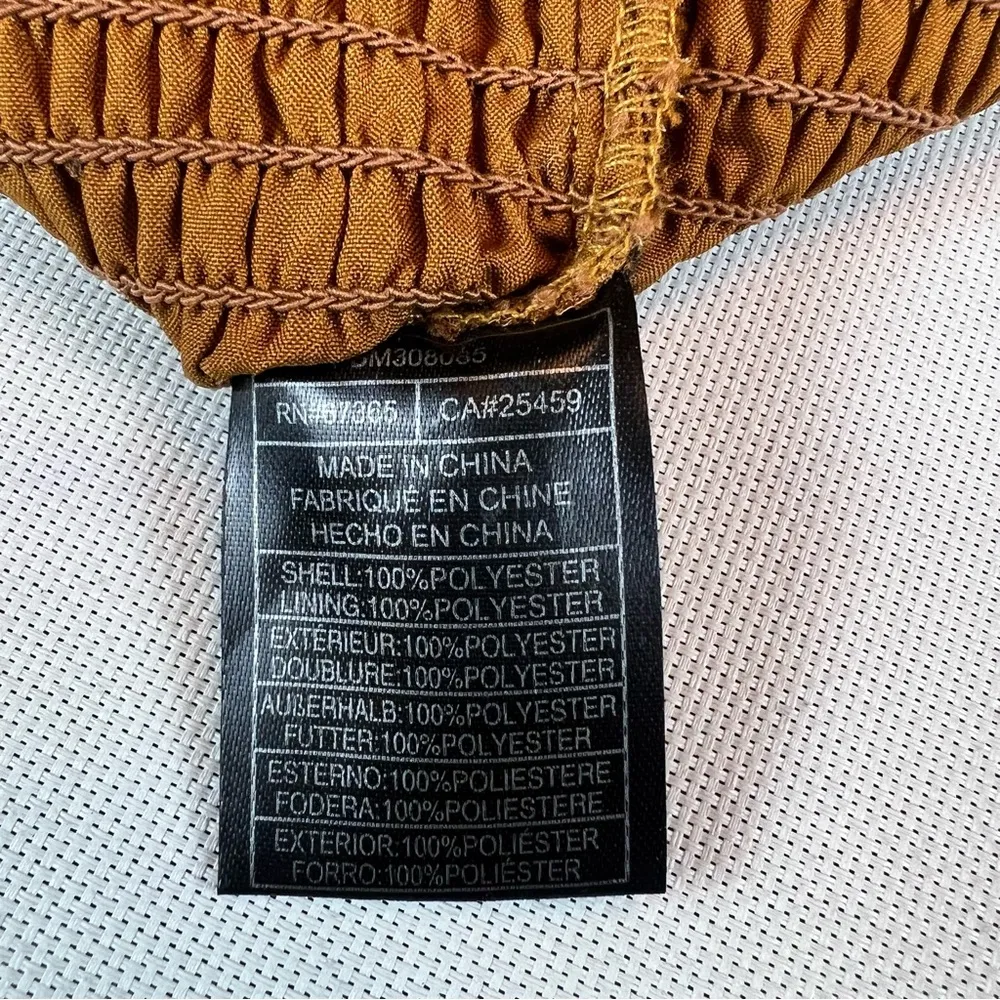 RN#67365 CA#25459
MADE IN CHINA
FABRIQUÉ EN CHINE
HECHO EN CHINA
SHELL:100%POLYESTER
LINING:100%POLYESTER
EXTÉRIEUR:100%POLYESTER
DOUBLURE:100%POLYESTER
AUßERHALB:100%POLYESTER
FUTTER:100%POLYESTER
ESTERNO:100%POLIESTERE
FODERA:100%POLIESTERE
EXTERIOR:100%POLIÉSTER
FORRO:100%POLIÉSTER